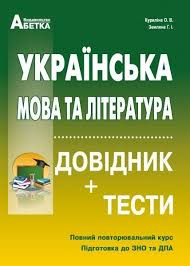 Видавництво
АБЕТКА
Куриліна О. В.
Земляна Г. І.
УКРАЇНСЬКА
МОВА ТА ЛІТЕРАТУРА
ДОВІДНИК
+
ТЕСТИ
Повний повторювальний курс
Підготовка до ЗНО та ДПА